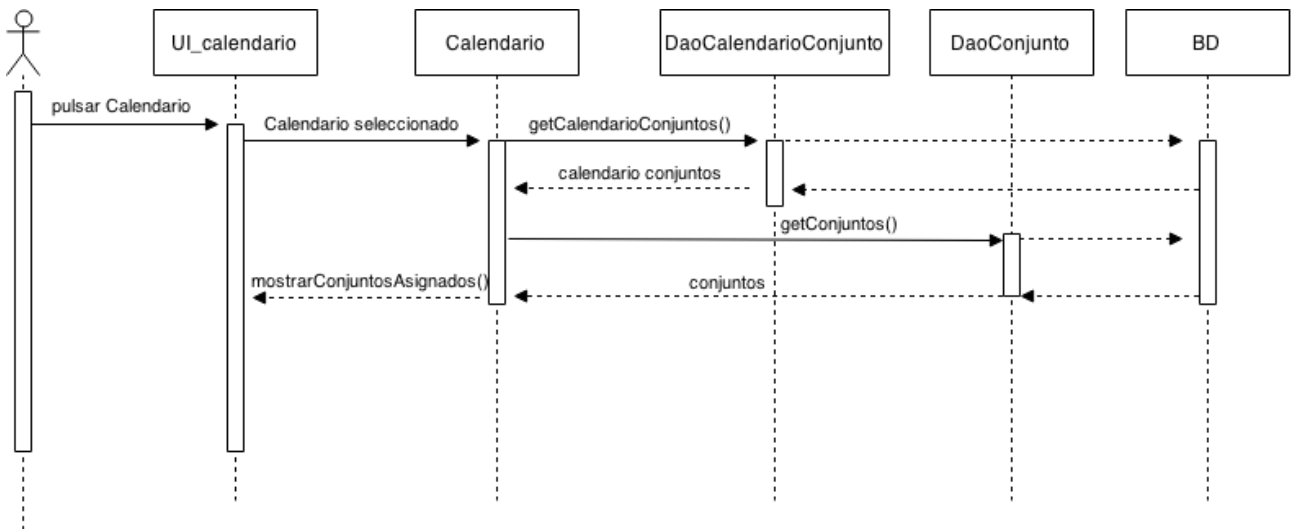 UI_calendario
Calendario
DaoCalendarioConjunto
DaoConjunto
BD
pulsar Calendario
Calendario seleccionado
getCalendarioConjuntos()
calendario conjuntos
getConjuntos()
mostrarConjuntosAsignados()
conjuntos